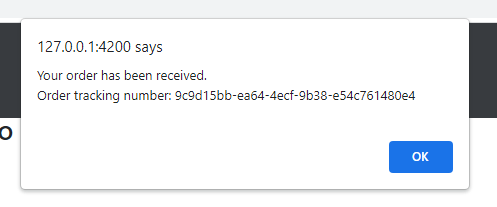 127.0.0.1:4200 says
Your order has been received.
Order tracking number: 9c9d15bb-ea64-4ecf-9b38-e54c761480e4
OK